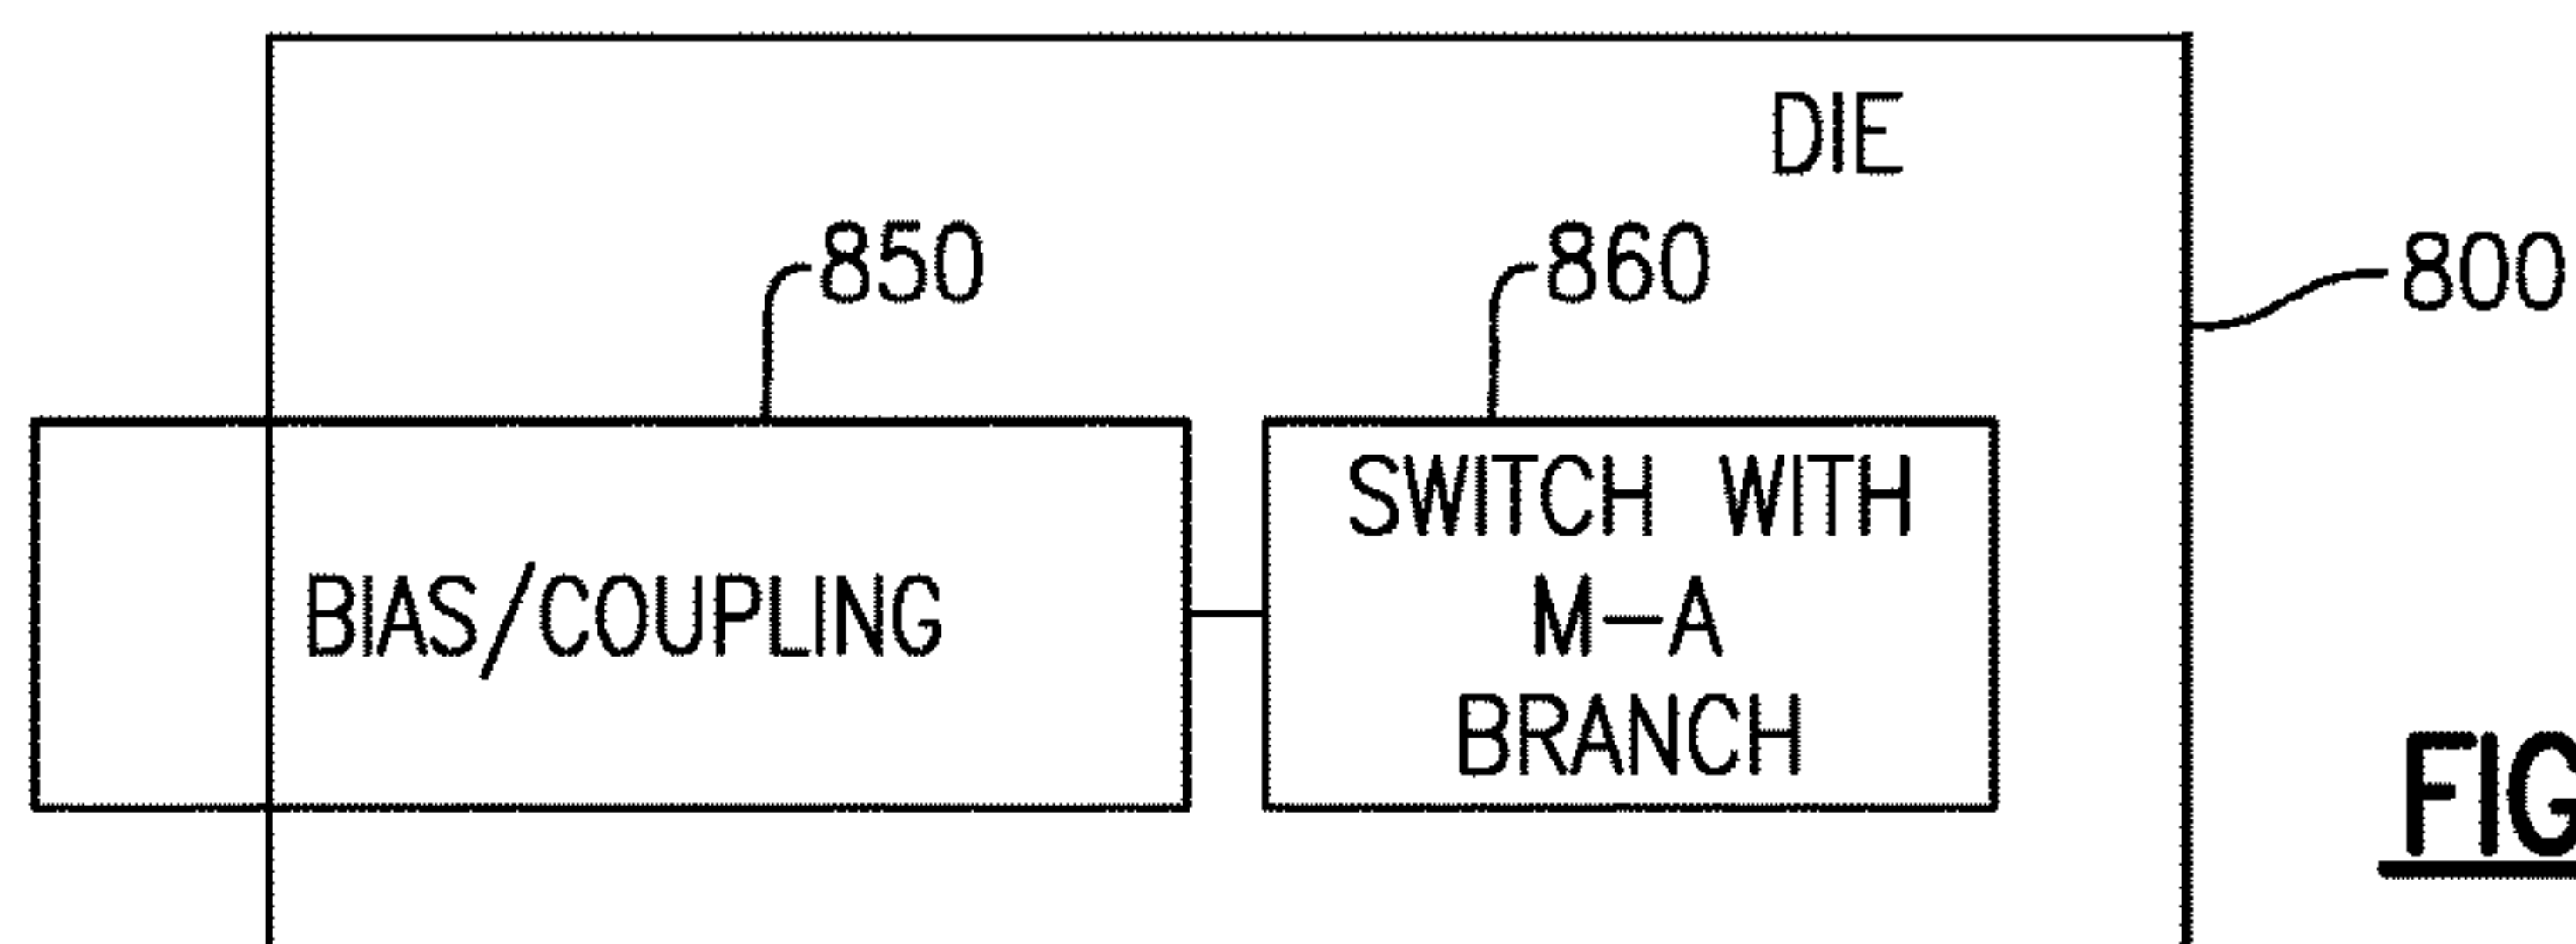 DIE
850
860
800
SWITCH WITH
BIAS/COUPLING
M-A
BRANCH
FIG